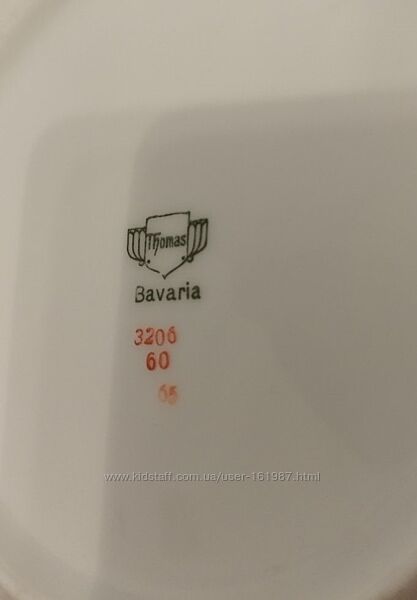 Thomas
Bavaria
3206
60
65
www.kidstaff.com.ua/user-161987.html